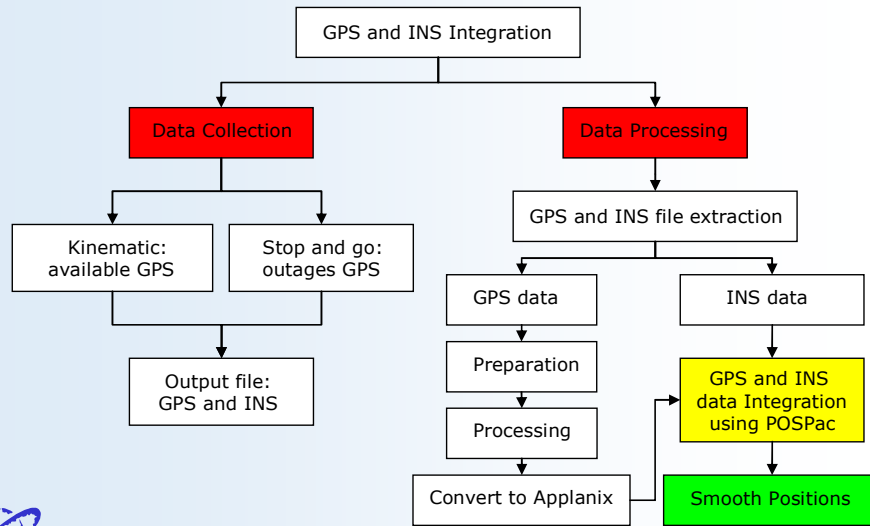 GPS and INS Integration
Data Collection
Data Processing
GPS and INS file extraction
Kinematic:
available GPS
Stop and go:
outages GPS
GPS data
INS data
Output file:
GPS and INS
Preparation
GPS and INS
data Integration
using POSPac
Processing
Convert to Applanix
Smooth Positions